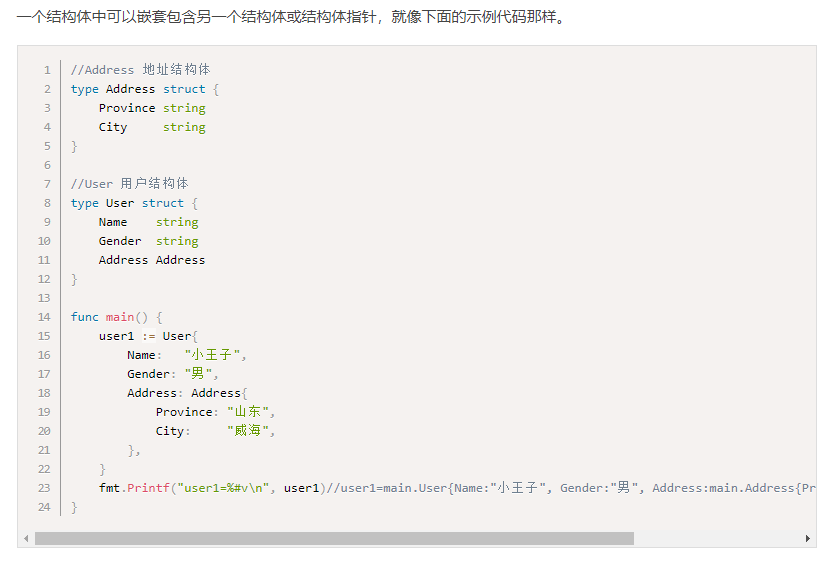 一个结构体中可以嵌套包含另一个结构体或结构体指针，就像下面的示例代码那样。
1 //Address 地址结构体
2 type Address struct {
3     Province string
4     City     string
5 }
6
7 //User 用户结构体
8 type User struct {
9     Name    string
10     Gender  string
11     Address Address
12 }
13
14 func main() {
15     user1 := User{
16         Name:   "小王子",
17         Gender: "男",
18         Address: Address{
19             Province: "山东",
20             City:     "威海",
21         },
22     }
23     fmt.Printf("user1=%#v\n", user1)//user1=main.User{Name:"小王子", Gender:"男", Address:main.Address{Pr
24 }